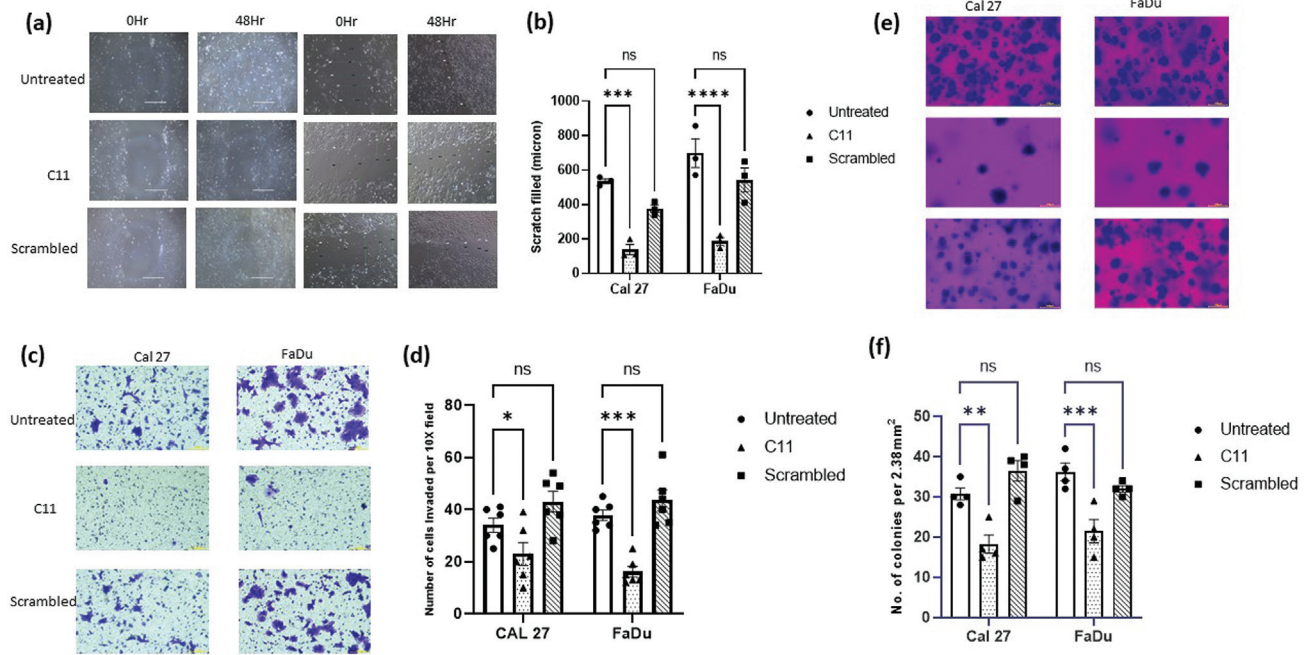 (a)
0Hr 48Hr 0Hr 48Hr
Untreated
C11
Scrambled
(b)
ns ns
*** ****
1000
800
600
400
200
0
Scratch filled (micron)
Cal 27 FaDu
Untreated
C11
Scrambled
(c)
Cal 27 FaDu
Untreated
C11
Scrambled
(d)
ns ns
* ***
80
60
40
20
0
Number of cells invaded per 10X field
CAL 27 FaDu
Untreated
C11
Scrambled
(e)
Cal 27 FaDu
(f)
ns ns
** ***
50
40
30
20
10
0
No. of colonies per 2.38mm²
Cal 27 FaDu
Untreated
C11
Scrambled